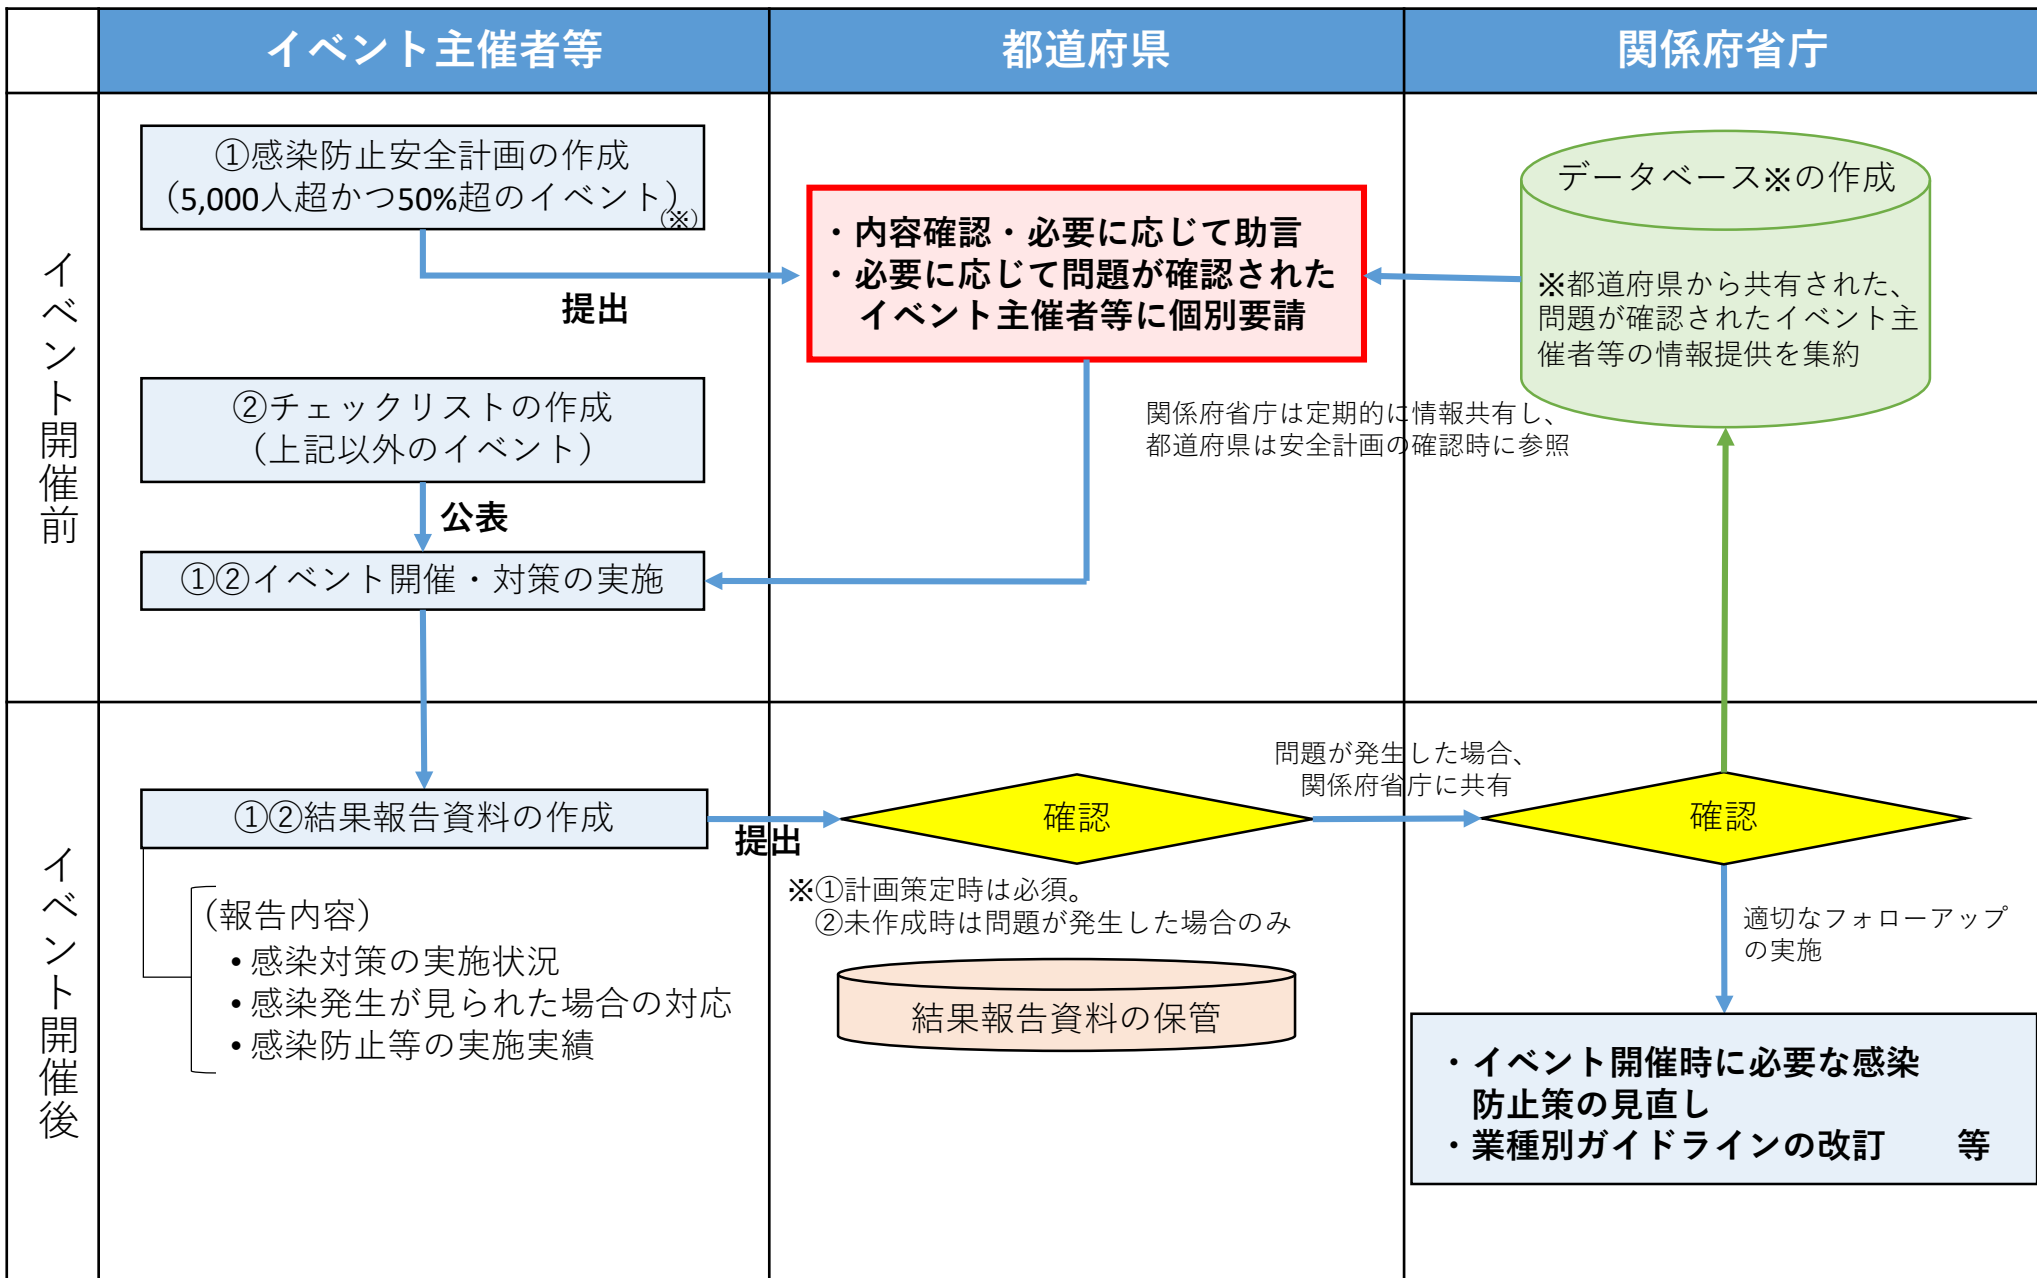 イベント主催者等
都道府県
関係府省庁
イベント開催前
①感染防止安全計画の作成
（5,000人超かつ50%超のイベント）
（※）
提出
・内容確認・必要に応じて助言
・必要に応じて問題が確認された
イベント主催者等に個別要請
データベース※の作成
※都道府県から共有された、
問題が確認されたイベント主
催者等の情報提供を集約
関係府省庁は定期的に情報共有し、
都道府県は安全計画の確認時に参照
②チェックリストの作成
（上記以外のイベント）
公表
①②イベント開催・対策の実施
イベント開催後
①②結果報告資料の作成
提出
確認
問題が発生した場合、
関係府省庁に共有
確認
（報告内容）
• 感染対策の実施状況
• 感染発生が見られた場合の対応
• 感染防止等の実施実績
※①計画策定時は必須。
②未作成時は問題が発生した場合のみ
結果報告資料の保管
適切なフォローアップ
の実施
・イベント開催時に必要な感染
防止策の見直し
・業種別ガイドラインの改訂　　等